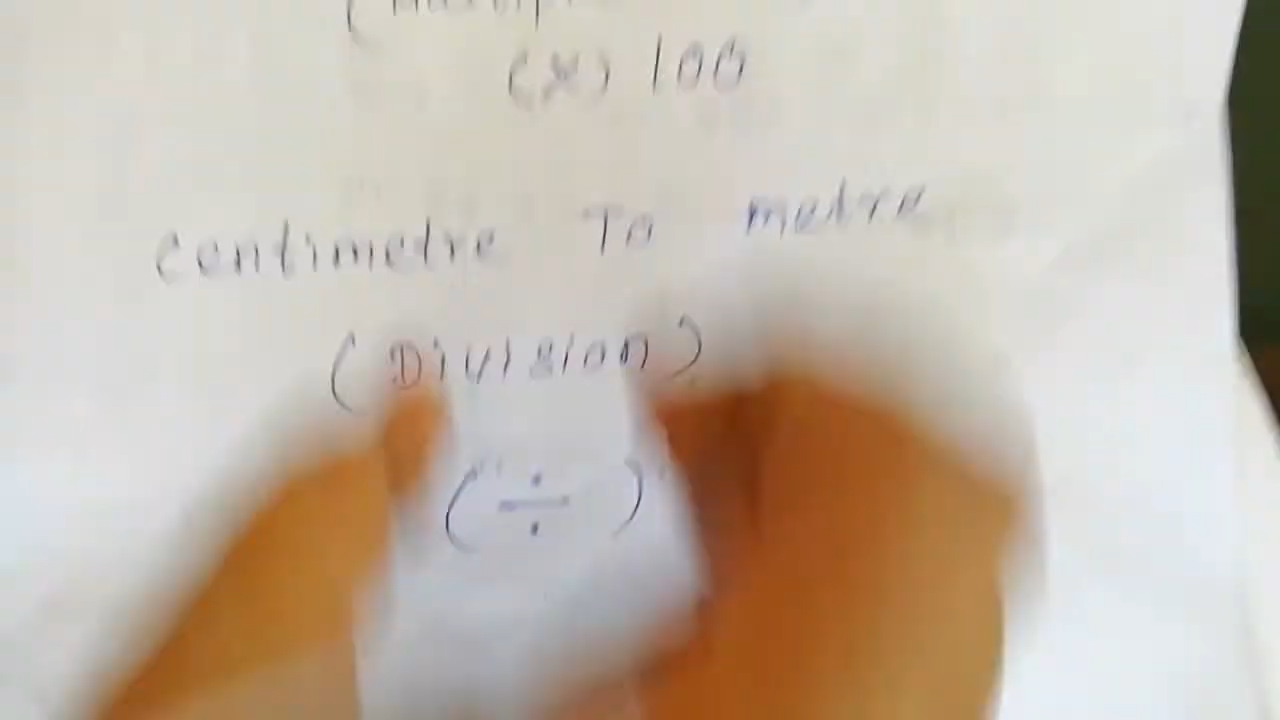 (x) 100
centimetre To metre
(Division)
(÷)